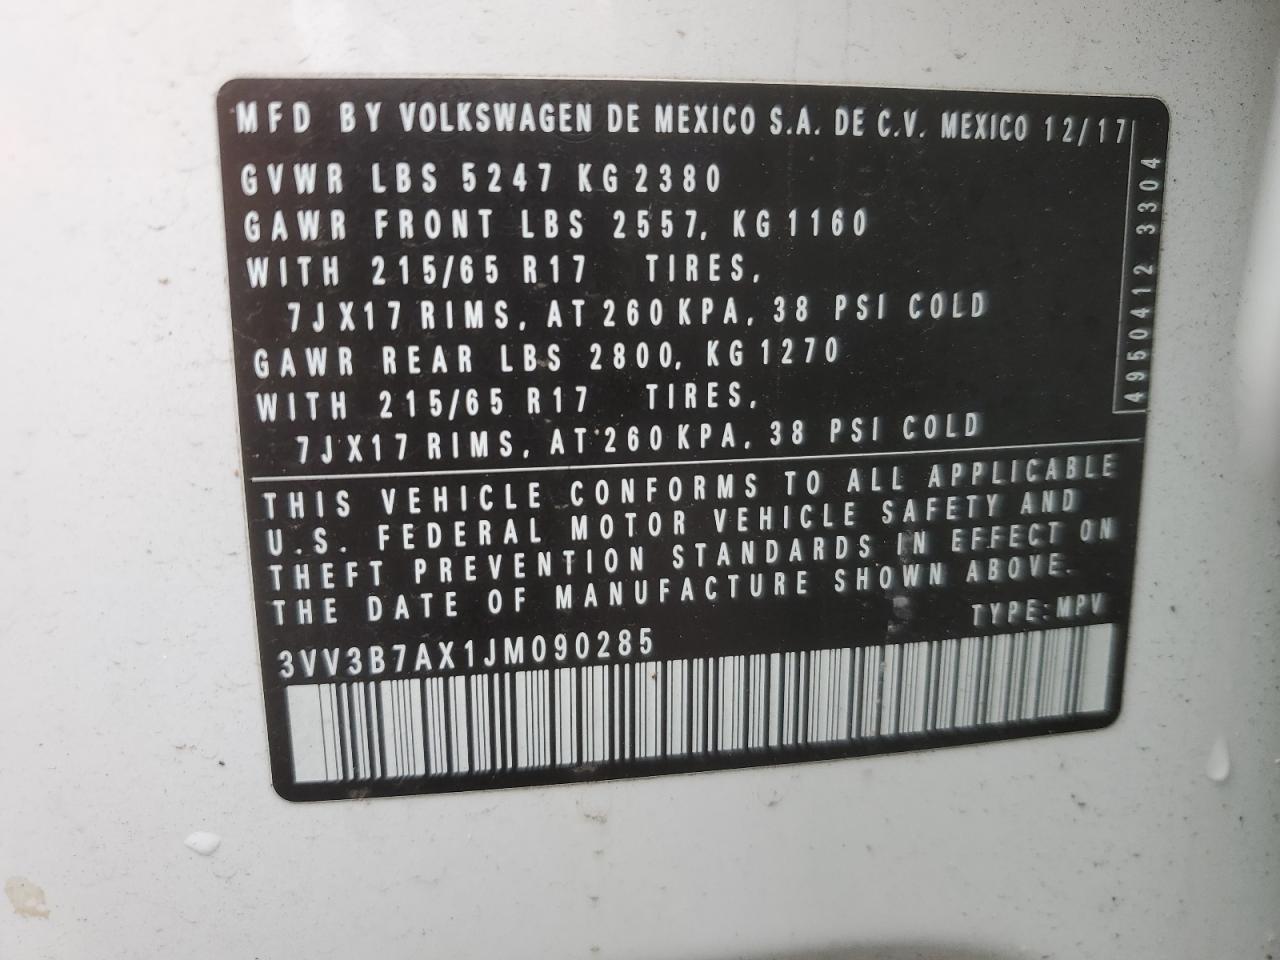 MFD BY VOLKSWAGEN DE MEXICO S.A. DE C.V. MEXICO 12/17
GVWR LBS 5247 KG 2380
GAWR FRONT LBS 2557, KG 1160
WITH 215/65 R17 TIRES,
7JX17 RIMS, AT 260 KPA, 38 PSI COLD
GAWR REAR LBS 2800, KG 1270
WITH 215/65 R17 TIRES,
7JX17 RIMS, AT 260 KPA, 38 PSI COLD
4950412 3304
THIS VEHICLE CONFORMS TO ALL APPLICABLE
U.S. FEDERAL MOTOR VEHICLE SAFETY AND
THEFT PREVENTION STANDARDS IN EFFECT ON
THE DATE OF MANUFACTURE SHOWN ABOVE.
TYPE: MPV
3VV3B7AX1JM090285